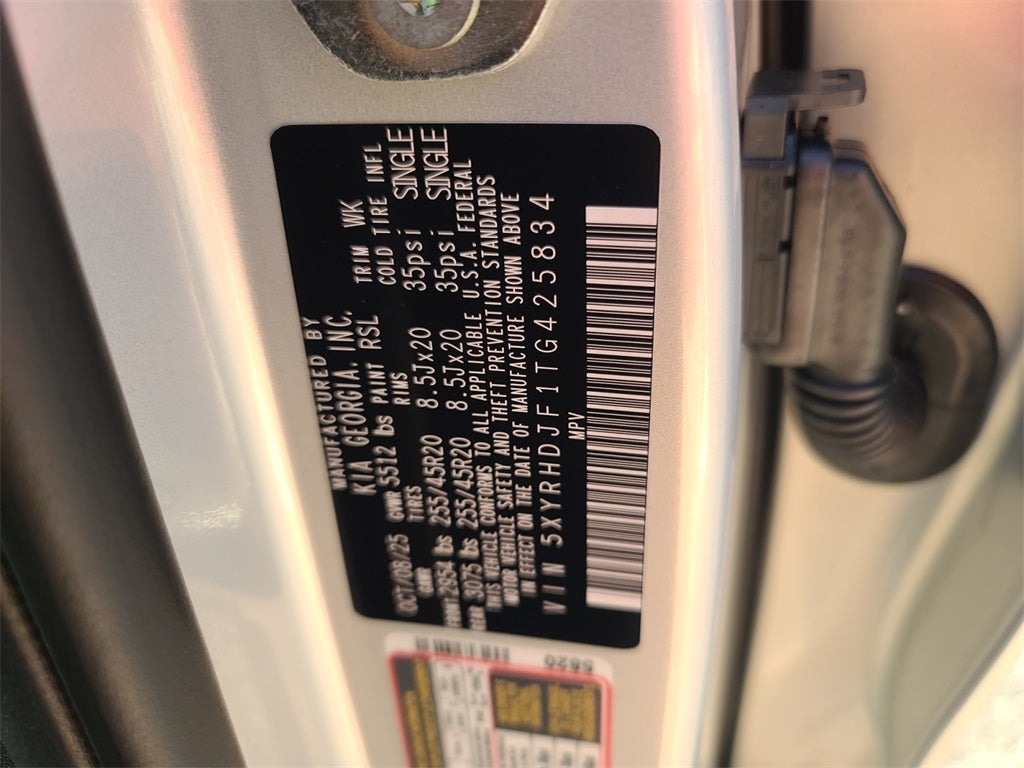 MANUFACTURED BY
KIA GEORGIA, INC.
OCT/08/25 GVWR 5512 lbs PAINT RSL TRIM WK
GAWR TIRES RIMS COLD TIRE INFL
FRONT 2954 lbs 255/45R20 8.5Jx20 35psi SINGLE
REAR 3075 lbs 255/45R20 8.5Jx20 35psi SINGLE
THIS VEHICLE CONFORMS TO ALL APPLICABLE U.S.A. FEDERAL
MOTOR VEHICLE SAFETY AND THEFT PREVENTION STANDARDS
IN EFFECT ON THE DATE OF MANUFACTURE SHOWN ABOVE
VIN 5XYRHDJF1TG425834
MPV
5820